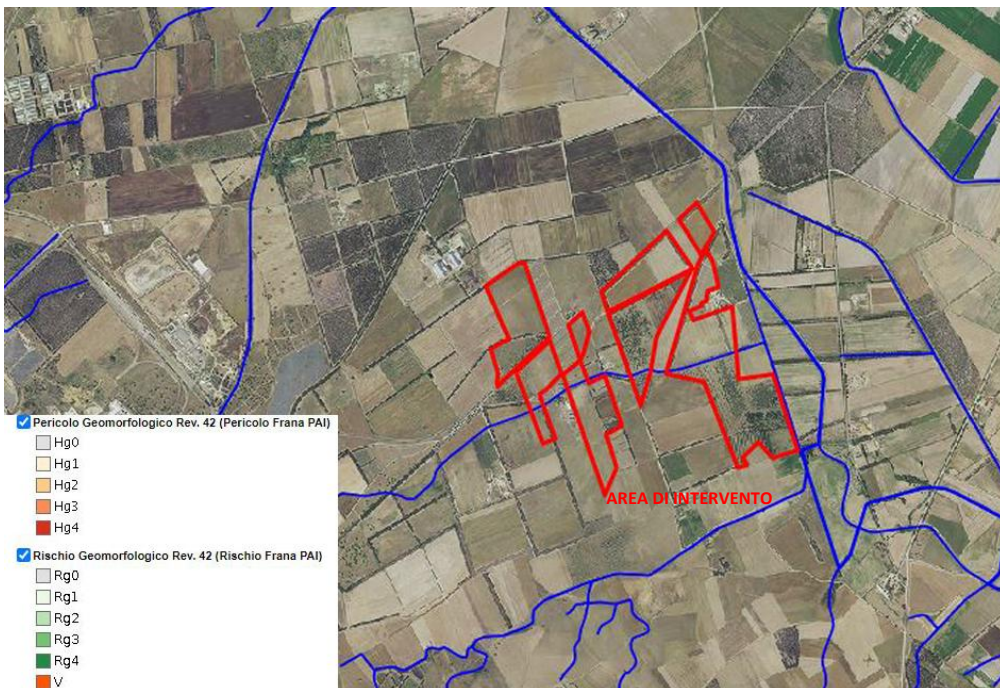 AREA DI INTERVENTO
Pericolo Geomorfologico Rev. 42 (Pericolo Frana PAI)
Hg0
Hg1
Hg2
Hg3
Hg4
Rischio Geomorfologico Rev. 42 (Rischio Frana PAI)
Rg0
Rg1
Rg2
Rg3
Rg4
V